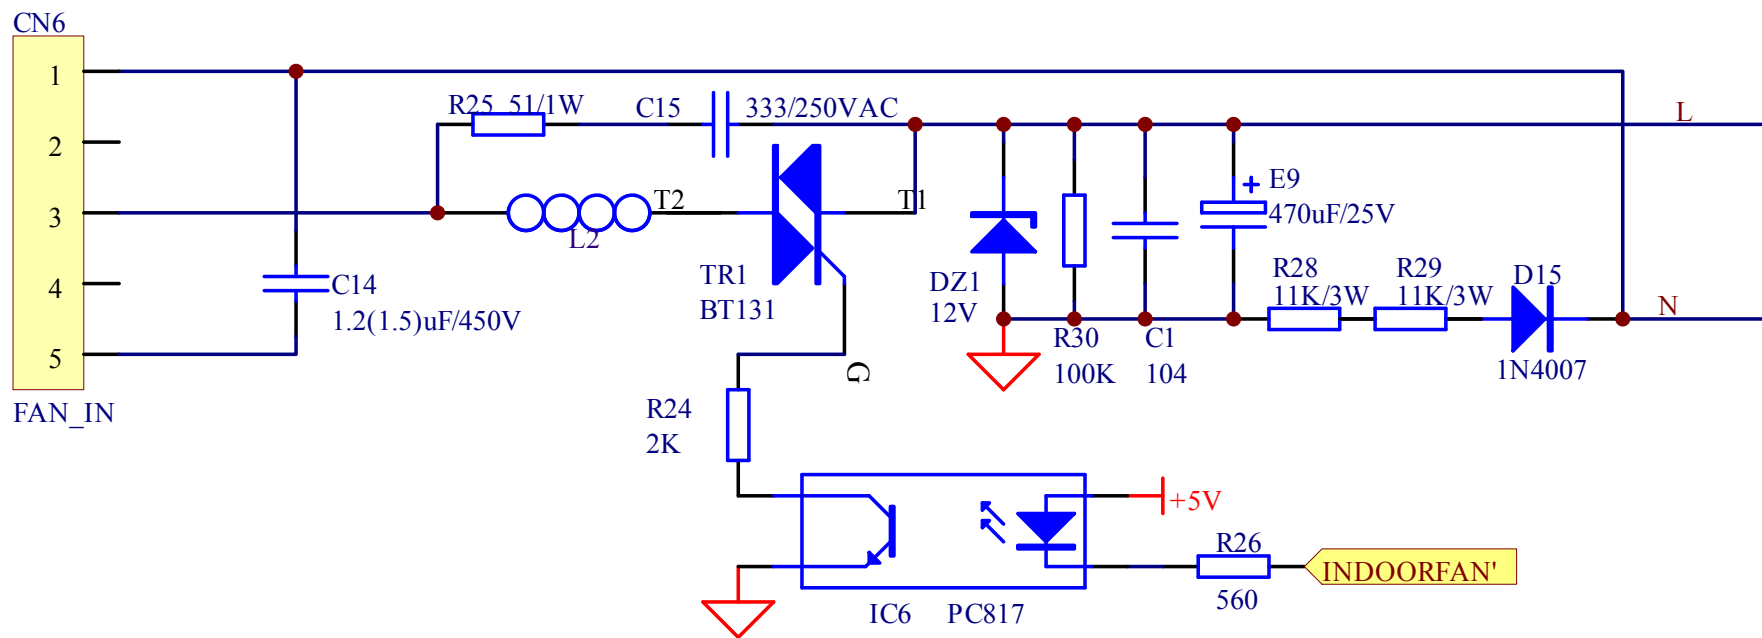 CN6
1
2
3
4
5
FAN_IN
R25 51/1W
C15
333/250VAC
L
T2
T1
L2
E9
+
470uF/25V
C14
1.2(1.5)uF/450V
TR1
BT131
DZ1
12V
R28
11K/3W
R29
11K/3W
D15
N
R30
100K
C1
104
1N4007
G
R24
2K
+5V
R26
560
INDOORFAN'
IC6
PC817